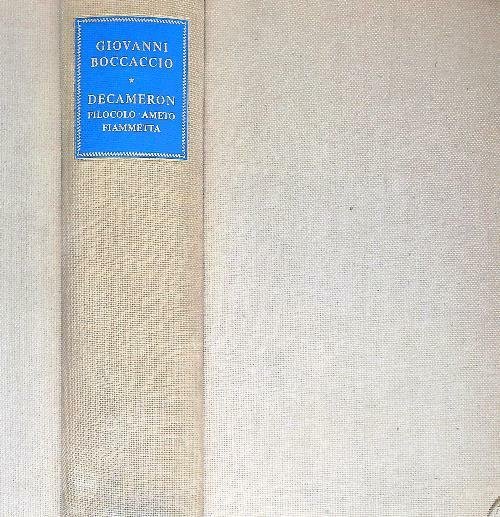 GIOVANNI
BOCCACCIO
*
DECAMERON
FILOCOLO · AMETO
FIAMMETTA